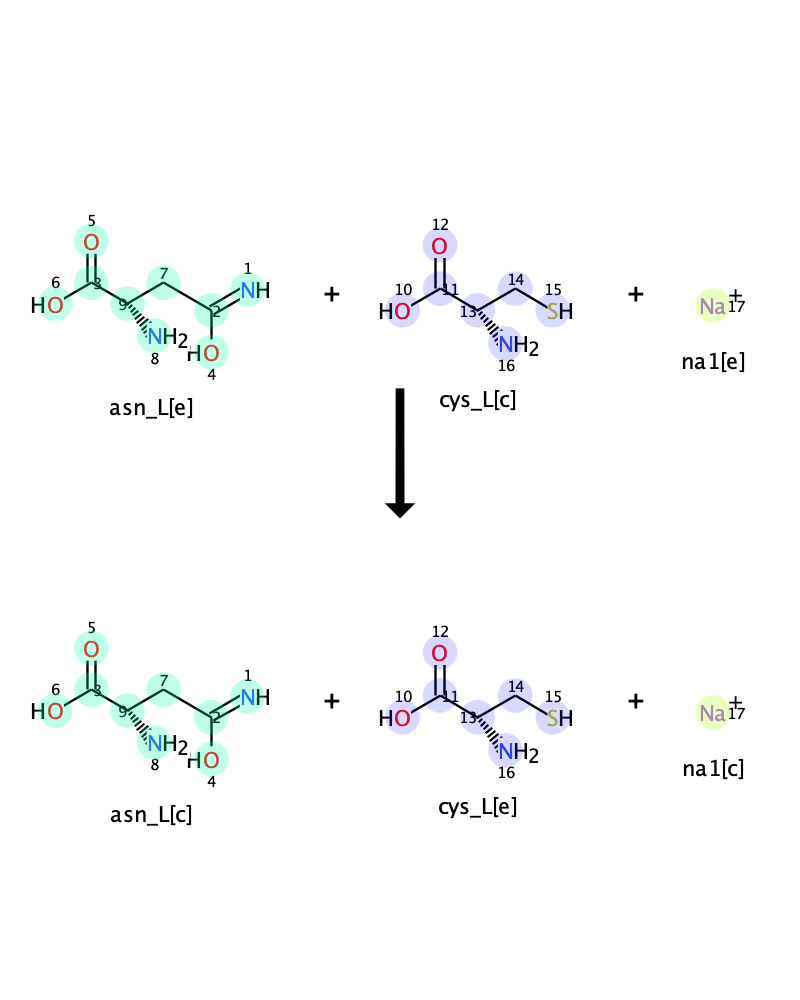 5
O
6
HO
3
9
7
1
NH
2
NH2
8
HO
4
asn_L[e]
+
12
O
10
HO
11
13
14
15
SH
NH2
16
cys_L[c]
+
Na+
17
na1[e]
5
O
6
HO
3
9
7
1
NH
2
NH2
8
HO
4
asn_L[c]
+
12
O
10
HO
11
13
14
15
SH
NH2
16
cys_L[e]
+
Na+
17
na1[c]